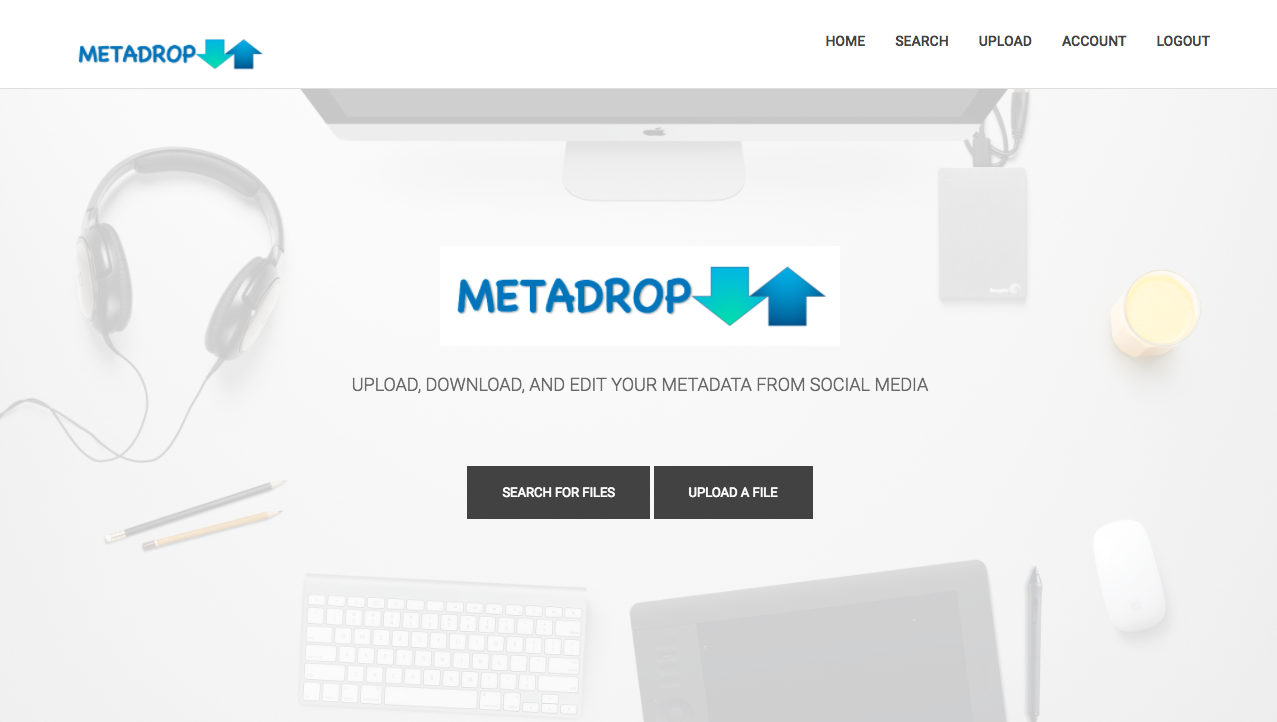 METADROP
HOME SEARCH UPLOAD ACCOUNT LOGOUT
METADROP
UPLOAD, DOWNLOAD, AND EDIT YOUR METADATA FROM SOCIAL MEDIA
SEARCH FOR FILES UPLOAD A FILE